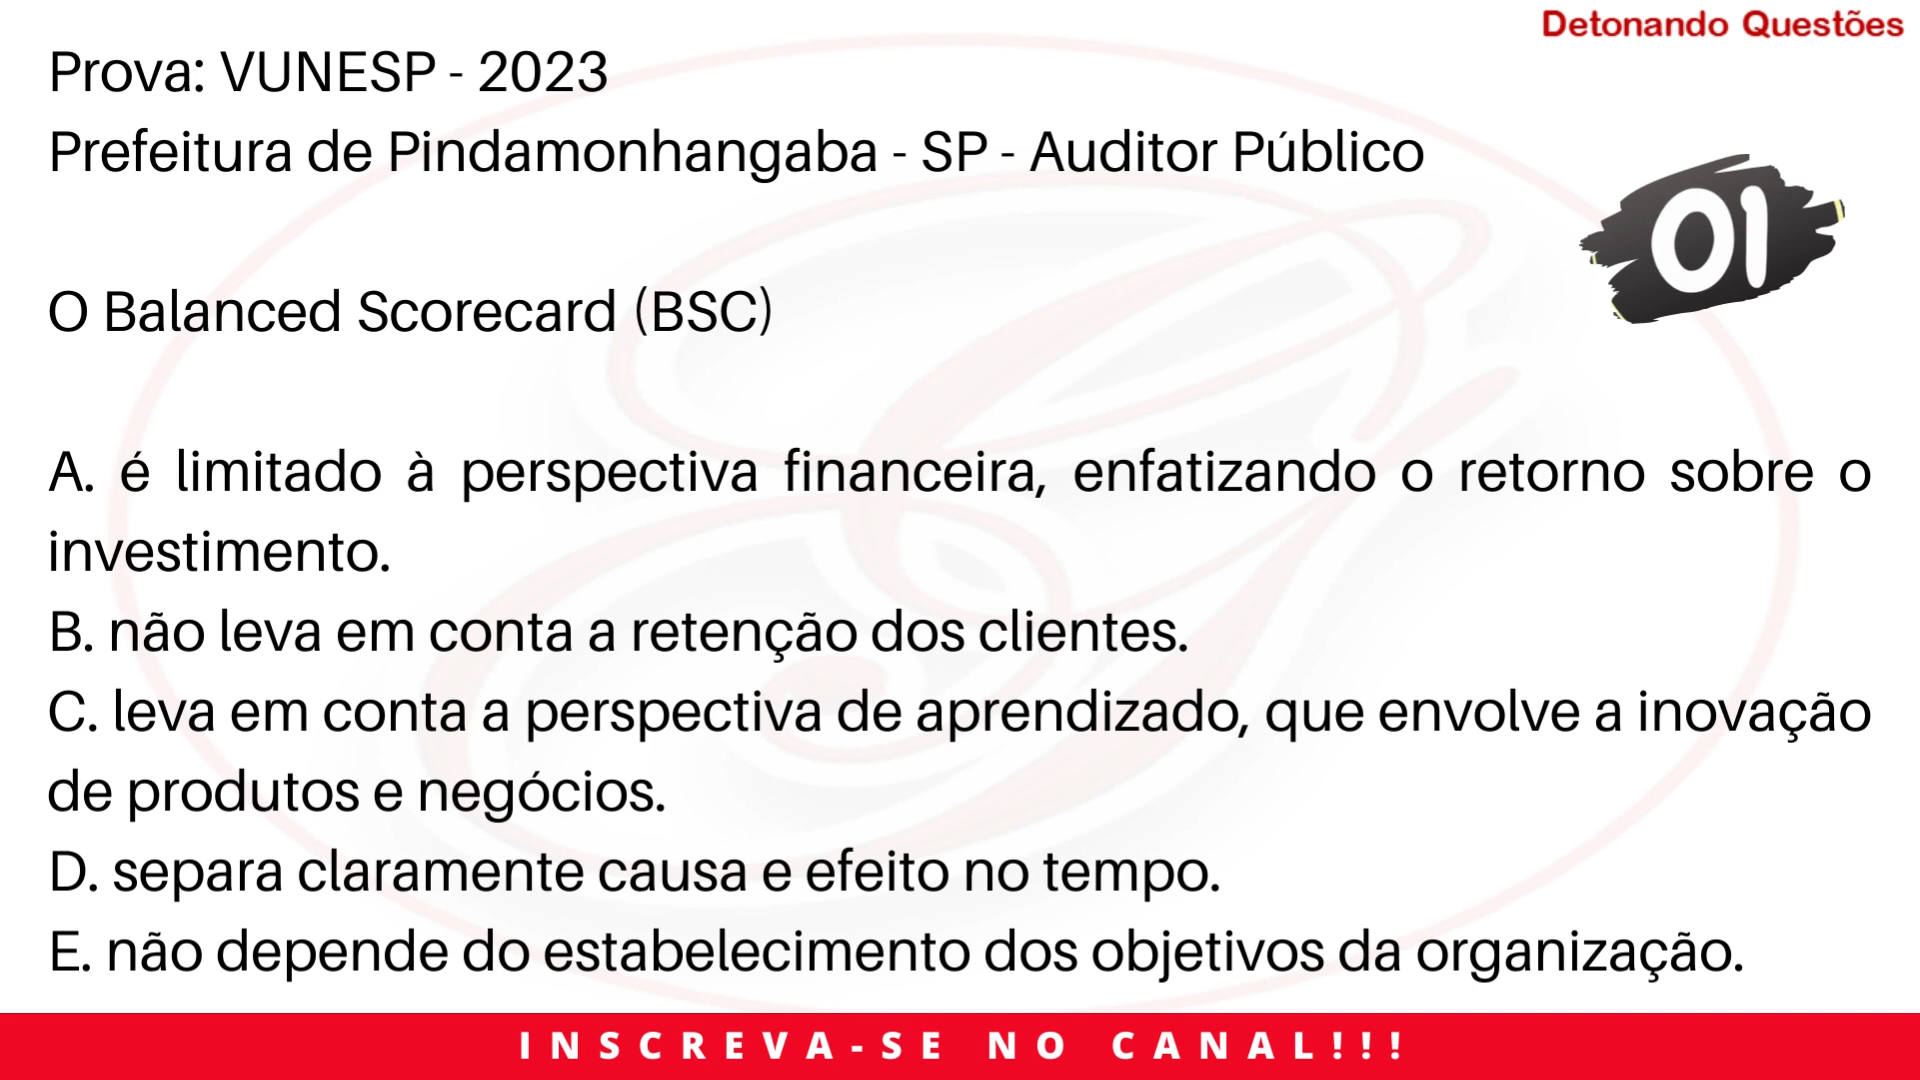 Detonando Questões
Prova: VUNESP - 2023
Prefeitura de Pindamonhangaba - SP - Auditor Público
01
O Balanced Scorecard (BSC)
A. é limitado à perspectiva financeira, enfatizando o retorno sobre o
investimento.
B. não leva em conta a retenção dos clientes.
C. leva em conta a perspectiva de aprendizado, que envolve a inovação
de produtos e negócios.
D. separa claramente causa e efeito no tempo.
E. não depende do estabelecimento dos objetivos da organização.
INSCREVA-SE NO CANAL!!!